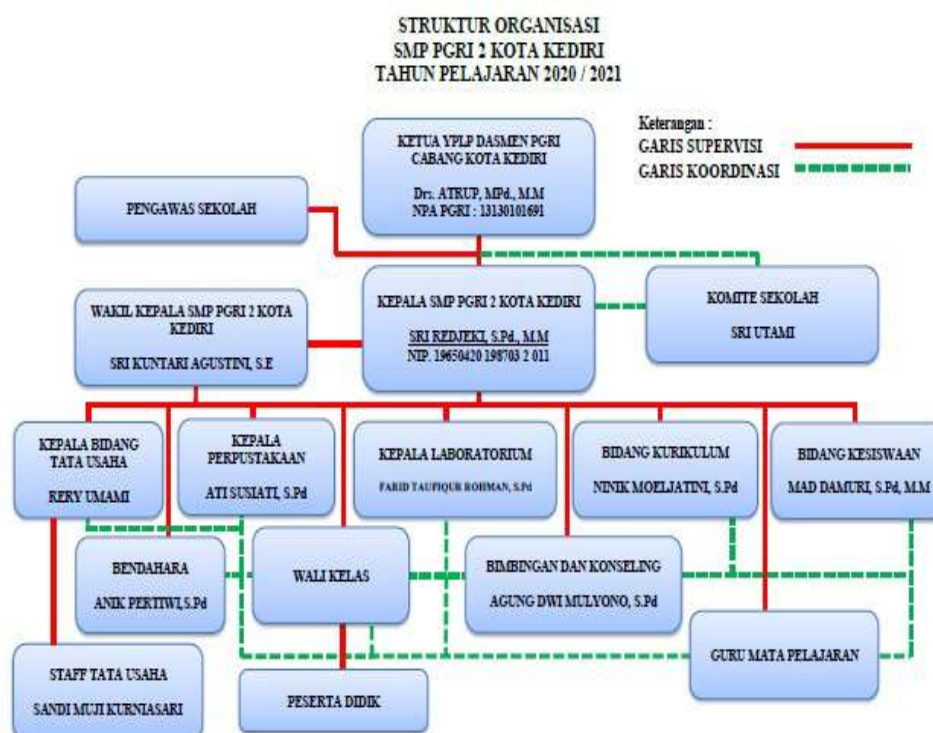 STRUKTUR ORGANISASI
SMP PGRI 2 KOTA KEDIRI
TAHUN PELAJARAN 2020 / 2021
Keterangan :
GARIS SUPERVISI
GARIS KOORDINASI
KETUA YPLP DASMEN PGRI
CABANG KOTA KEDIRI
Drs. ATRUP, MPd., M.M
NPA PGRI : 13130101691
PENGAWAS SEKOLAH
KEPALA SMP PGRI 2 KOTA KEDIRI
SRI REDJEKI, S.Pd., M.M
NIP. 19650420 198703 2 011
KOMITE SEKOLAH
SRI UTAMI
WAKIL KEPALA SMP PGRI 2 KOTA
KEDIRI
SRI KUNTARI AGUSTINI, S.E
KEPALA BIDANG
TATA USAHA
RERY UMAMI
KEPALA
PERPUSTAKAAN
ATI SUSIATI, S.Pd
KEPALA LABORATORIUM
FARID TAUFIQUR ROHMAN, S.Pd
BIDANG KURIKULUM
NINIK MOELJATINI, S.Pd
BIDANG KESISWAAN
MAD DAMURI, S.Pd, M.M
BENDAHARA
ANIK PERTIWI, S.Pd
WALI KELAS
BIMBINGAN DAN KONSELING
AGUNG DWI MULYONO, S.Pd
STAFF TATA USAHA
SANDI MUJI KURNIASARI
PESERTA DIDIK
GURU MATA PELAJARAN